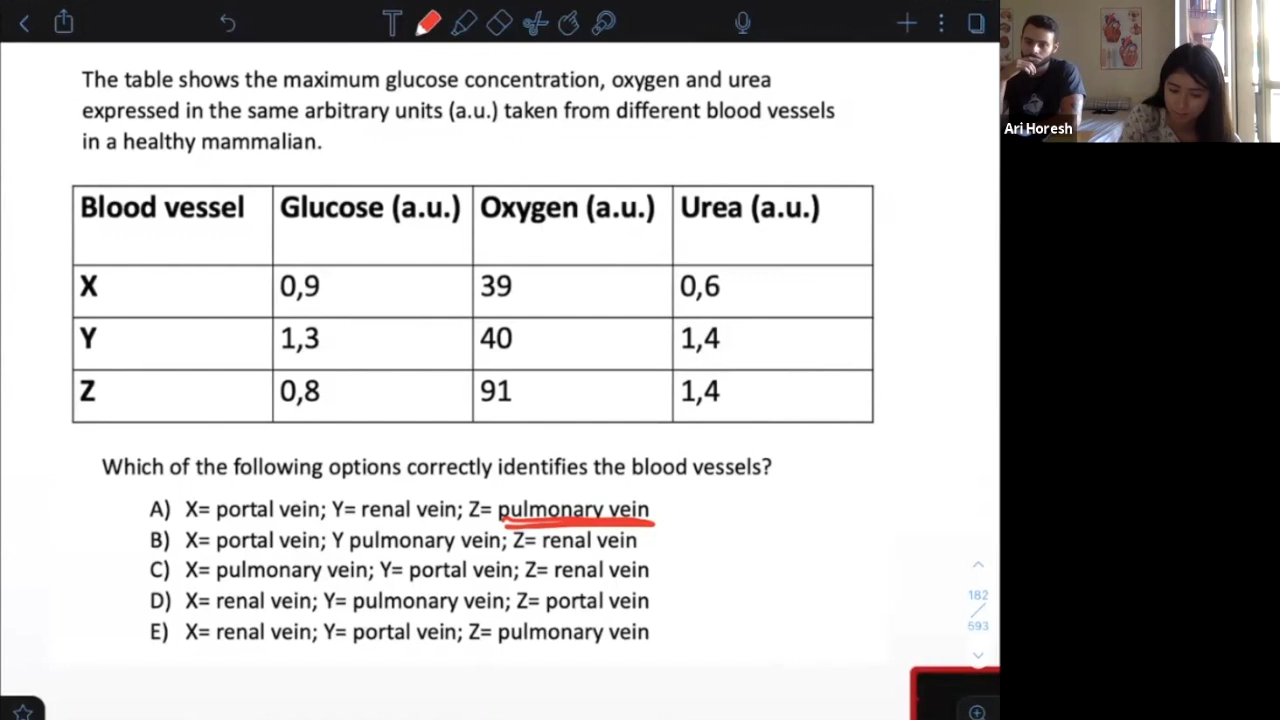 The table shows the maximum glucose concentration, oxygen and urea
expressed in the same arbitrary units (a.u.) taken from different blood vessels
in a healthy mammalian.
Blood vessel Glucose (a.u.) Oxygen (a.u.) Urea (a.u.)
X 0,9 39 0,6
Y 1,3 40 1,4
Z 0,8 91 1,4
Which of the following options correctly identifies the blood vessels?
A) X= portal vein; Y= renal vein; Z= pulmonary vein
B) X= portal vein; Y pulmonary vein; Z= renal vein
C) X= pulmonary vein; Y= portal vein; Z= renal vein
D) X= renal vein; Y= pulmonary vein; Z= portal vein
E) X= renal vein; Y= portal vein; Z= pulmonary vein
182
593
Ari Horesh